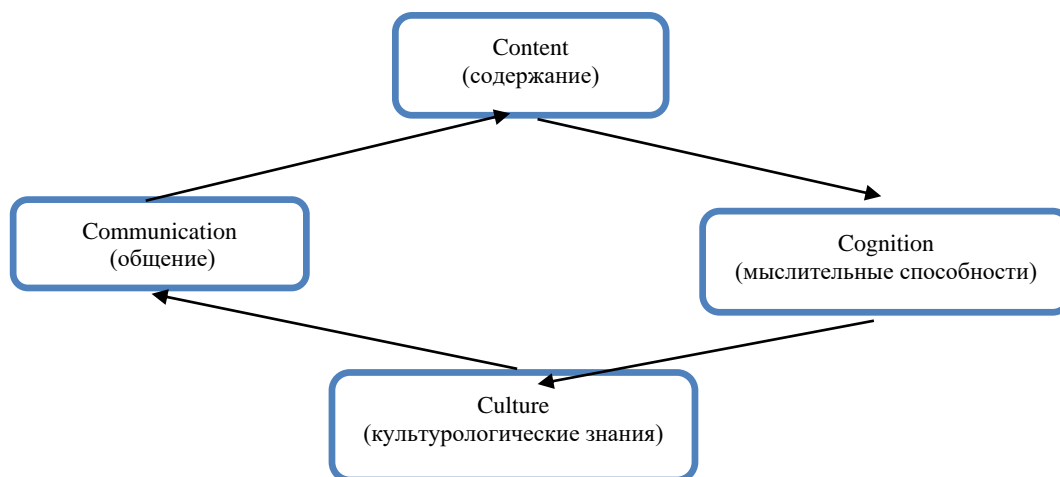 Content
(содержание)
Communication
(общение)
Cognition
(мыслительные способности)
Culture
(культурологические знания)